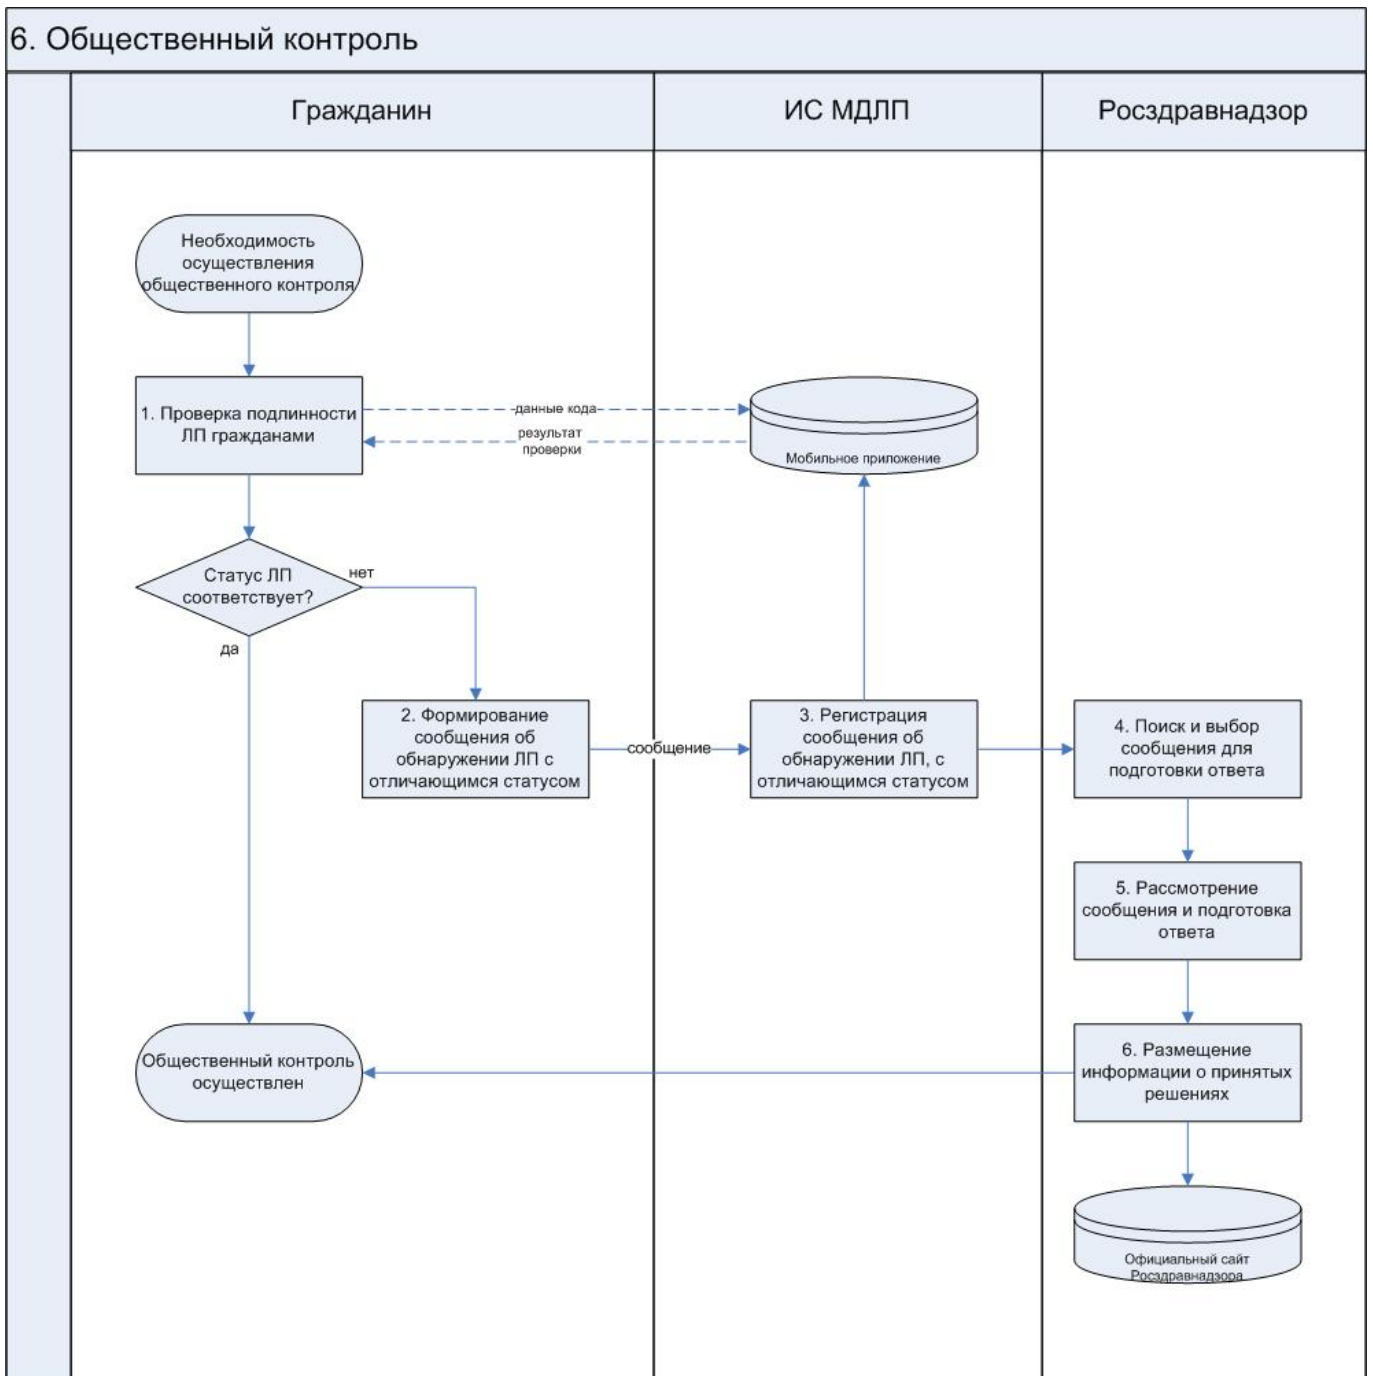 6. Общественный контроль
Гражданин
ИС МДЛП
Росздравнадзор
Необходимость
осуществления
общественного контроля
1. Проверка подлинности
ЛП гражданами
данные кода
результат
проверки
Мобильное приложение
Статус ЛП
соответствует?
нет
да
2. Формирование
сообщения об
обнаружении ЛП с
отличающимся статусом
сообщение
3. Регистрация
сообщения об
обнаружении ЛП, с
отличающимся статусом
4. Поиск и выбор
сообщения для
подготовки ответа
5. Рассмотрение
сообщения и подготовка
ответа
Общественный контроль
осуществлен
6. Размещение
информации о принятых
решениях
Официальный сайт
Росздравнадзора